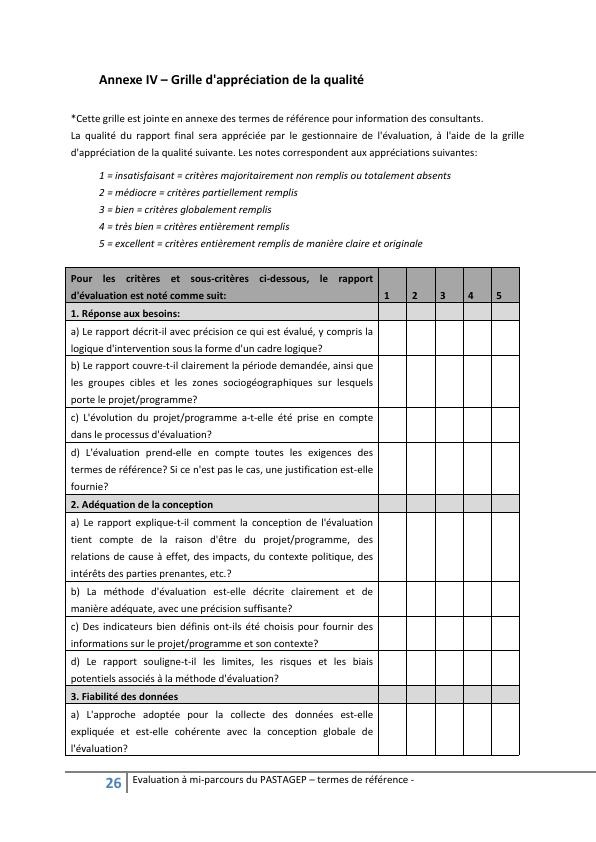 Annexe IV – Grille d'appréciation de la qualité
*Cette grille est jointe en annexe des termes de référence pour information des consultants.
La qualité du rapport final sera appréciée par le gestionnaire de l'évaluation, à l'aide de la grille
d'appréciation de la qualité suivante. Les notes correspondent aux appréciations suivantes:
1 = insatisfaisant = critères majoritairement non remplis ou totalement absents
2 = médiocre = critères partiellement remplis
3 = bien = critères globalement remplis
4 = très bien = critères entièrement remplis
5 = excellent = critères entièrement remplis de manière claire et originale
Pour les critères et sous-critères ci-dessous, le rapport
d'évaluation est noté comme suit: 1 2 3 4 5
1. Réponse aux besoins:
a) Le rapport décrit-il avec précision ce qui est évalué, y compris la
logique d'intervention sous la forme d'un cadre logique?
b) Le rapport couvre-t-il clairement la période demandée, ainsi que
les groupes cibles et les zones sociogéographiques sur lesquels
porte le projet/programme?
c) L'évolution du projet/programme a-t-elle été prise en compte
dans le processus d'évaluation?
d) L'évaluation prend-elle en compte toutes les exigences des
termes de référence? Si ce n'est pas le cas, une justification est-elle
fournie?
2. Adéquation de la conception
a) Le rapport explique-t-il comment la conception de l'évaluation
tient compte de la raison d'être du projet/programme, des
relations de cause à effet, des impacts, du contexte politique, des
intérêts des parties prenantes, etc.?
b) La méthode d'évaluation est-elle décrite clairement et de
manière adéquate, avec une précision suffisante?
c) Des indicateurs bien définis ont-ils été choisis pour fournir des
informations sur le projet/programme et son contexte?
d) Le rapport souligne-t-il les limites, les risques et les biais
potentiels associés à la méthode d'évaluation?
3. Fiabilité des données
a) L'approche adoptée pour la collecte des données est-elle
expliquée et est-elle cohérente avec la conception globale de
l'évaluation?
26 Evaluation à mi-parcours du PASTAGEP – termes de référence -